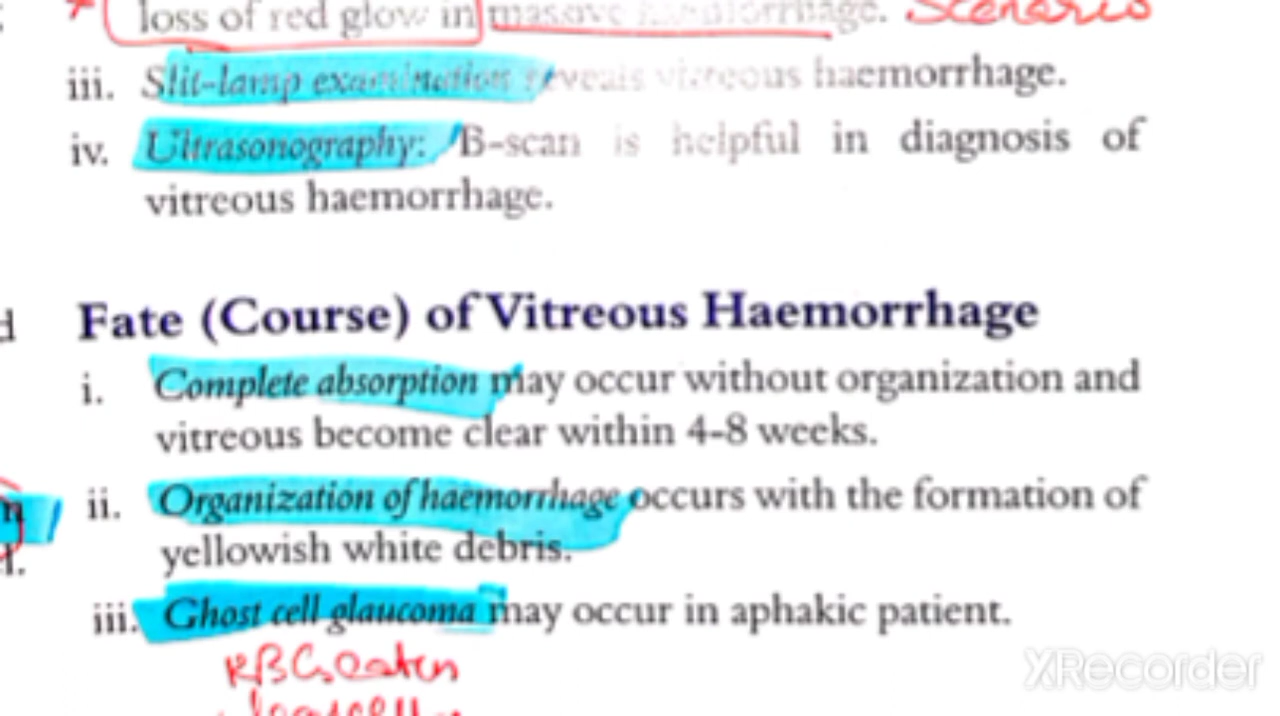 loss of red glow in massive haemorrhage. Scenario
iii. Slit-lamp examination reveals vitreous haemorrhage.
iv. Ultrasonography: B-scan is helpful in diagnosis of
vitreous haemorrhage.
d
Fate (Course) of Vitreous Haemorrhage
i. Complete absorption may occur without organization and
vitreous become clear within 4-8 weeks.
n
ii. Organization of haemorrhage occurs with the formation of
yellowish white debris.
iii. Ghost cell glaucoma may occur in aphakic patient.
RBCs eaten
XRecorder